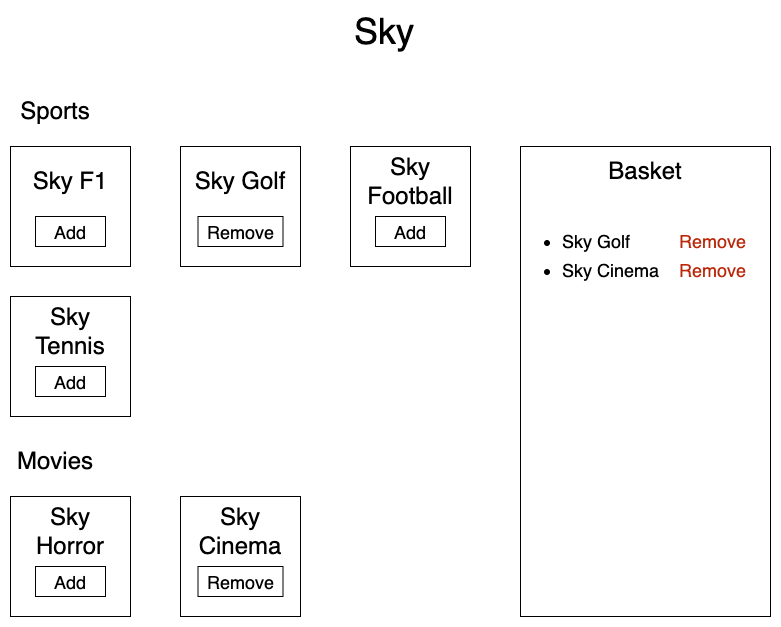 Sky
Sports
Sky F1
Add
Sky Golf
Remove
Sky
Football
Add
Sky
Tennis
Add
Movies
Sky
Horror
Add
Sky
Cinema
Remove
Basket
Sky Golf Remove
Sky Cinema Remove